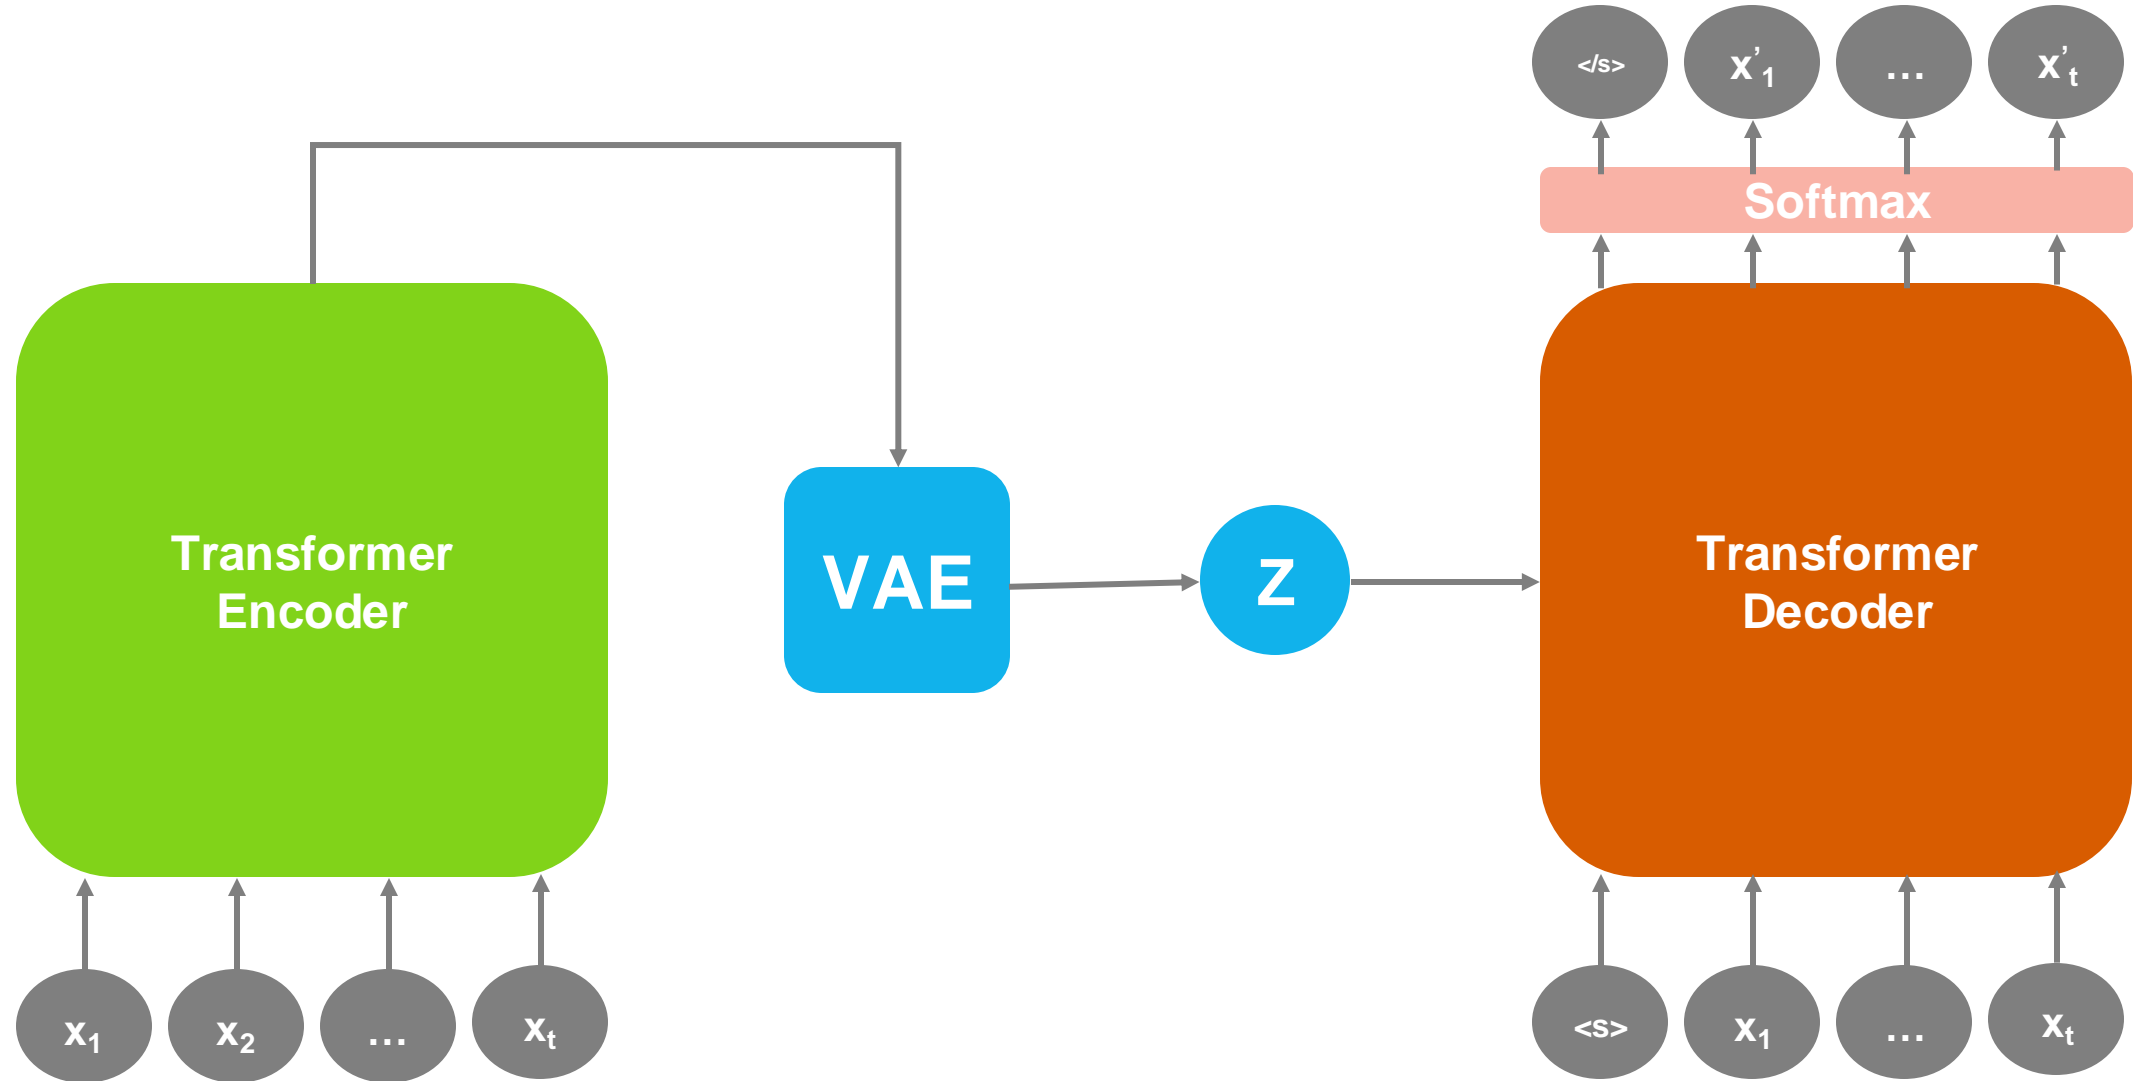 </s> x’1 ... x’t
Softmax
Transformer
Encoder
VAE
Z
Transformer
Decoder
x1 x2 ... xt
<s> x1 ... xt